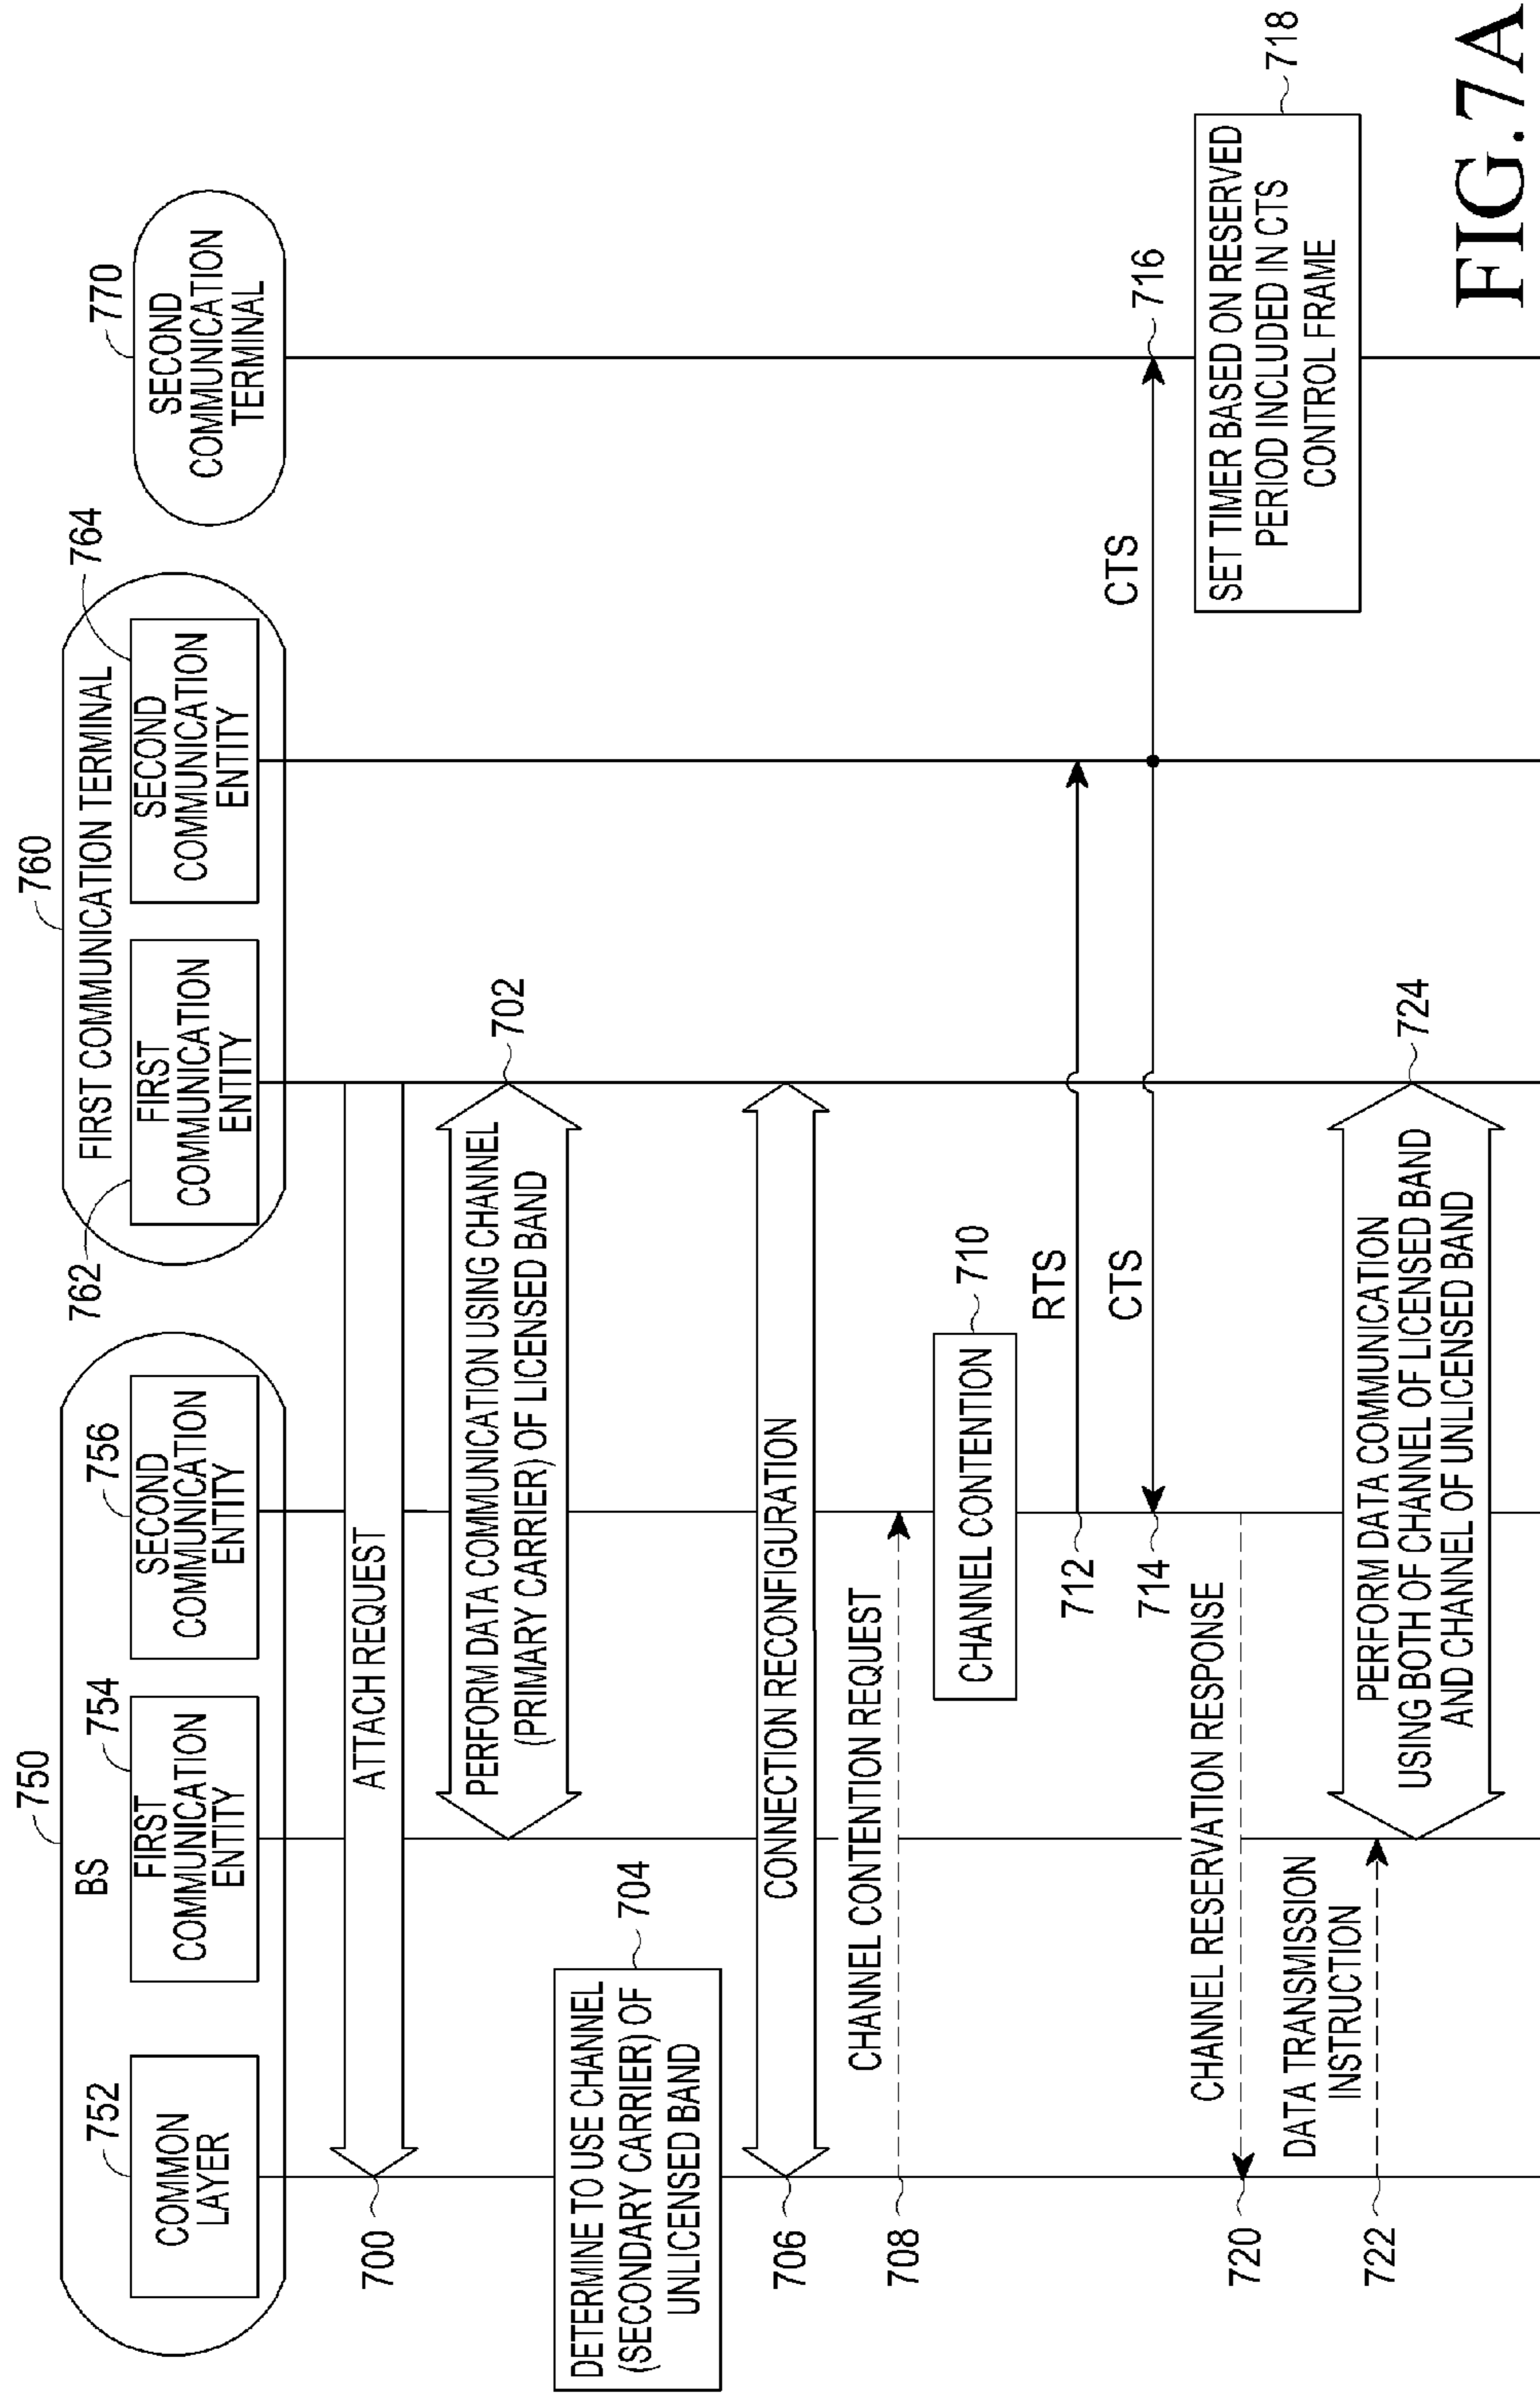 750
760
770
BS
FIRST COMMUNICATION TERMINAL
752
754
756
762
764
COMMON
LAYER
FIRST
COMMUNICATION
ENTITY
SECOND
COMMUNICATION
ENTITY
FIRST
COMMUNICATION
ENTITY
SECOND
COMMUNICATION
ENTITY
SECOND
COMMUNICATION
TERMINAL
700
ATTACH REQUEST
PERFORM DATA COMMUNICATION USING CHANNEL
(PRIMARY CARRIER) OF LICENSED BAND
702
DETERMINE TO USE CHANNEL
(SECONDARY CARRIER) OF
UNLICENSED BAND
704
706
CONNECTION RECONFIGURATION
708
CHANNEL CONTENTION REQUEST
CHANNEL CONTENTION
710
712
RTS
714
CTS
CTS
716
SET TIMER BASED ON RESERVED
PERIOD INCLUDED IN CTS
CONTROL FRAME
718
720
CHANNEL RESERVATION RESPONSE
722
DATA TRANSMISSION
INSTRUCTION
PERFORM DATA COMMUNICATION
USING BOTH OF CHANNEL OF LICENSED BAND
AND CHANNEL OF UNLICENSED BAND
724
FIG.7A